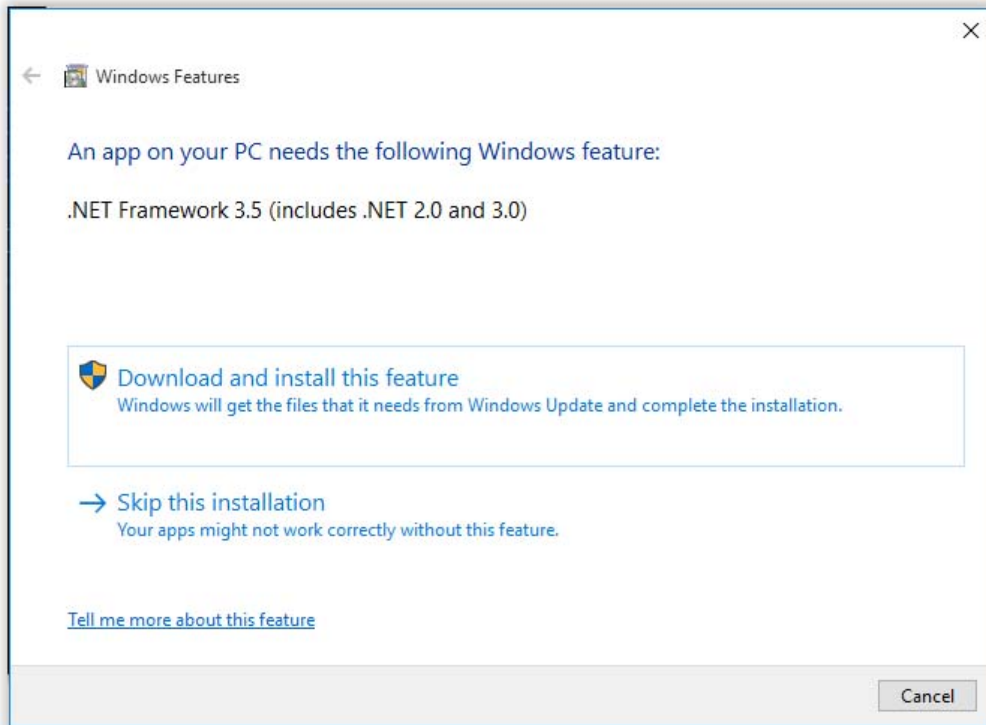 Windows Features
An app on your PC needs the following Windows feature:
.NET Framework 3.5 (includes .NET 2.0 and 3.0)
Download and install this feature
Windows will get the files that it needs from Windows Update and complete the installation.
Skip this installation
Your apps might not work correctly without this feature.
Tell me more about this feature
Cancel